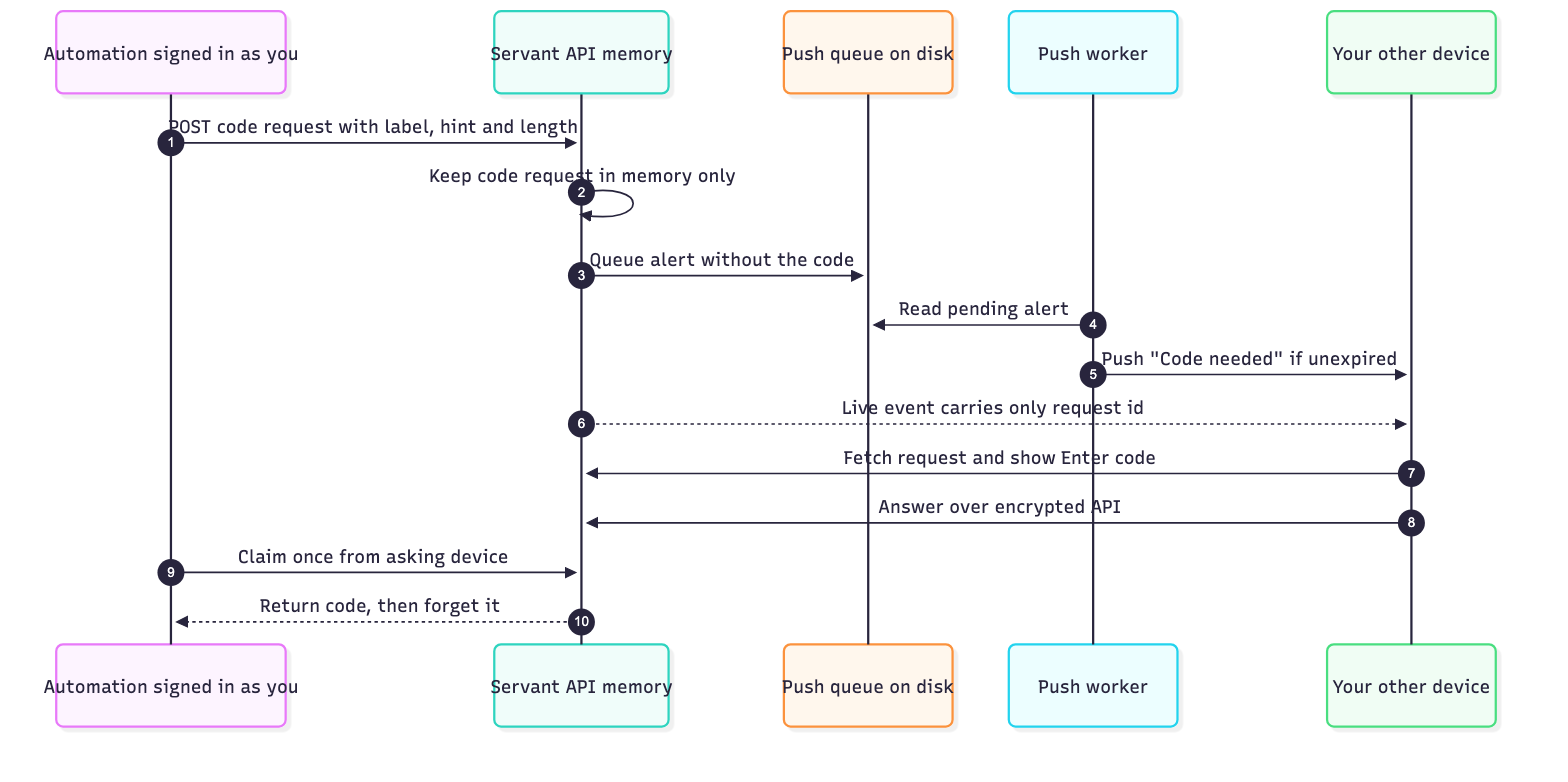 Automation signed in as you
Servant API memory
Push queue on disk
Push worker
Your other device
POST code request with label, hint and length
1
Keep code request in memory only
2
Queue alert without the code
3
Read pending alert
4
Push "Code needed" if unexpired
5
Live event carries only request id
6
Fetch request and show Enter code
7
Answer over encrypted API
8
Claim once from asking device
9
Return code, then forget it
10
Automation signed in as you
Servant API memory
Push queue on disk
Push worker
Your other device